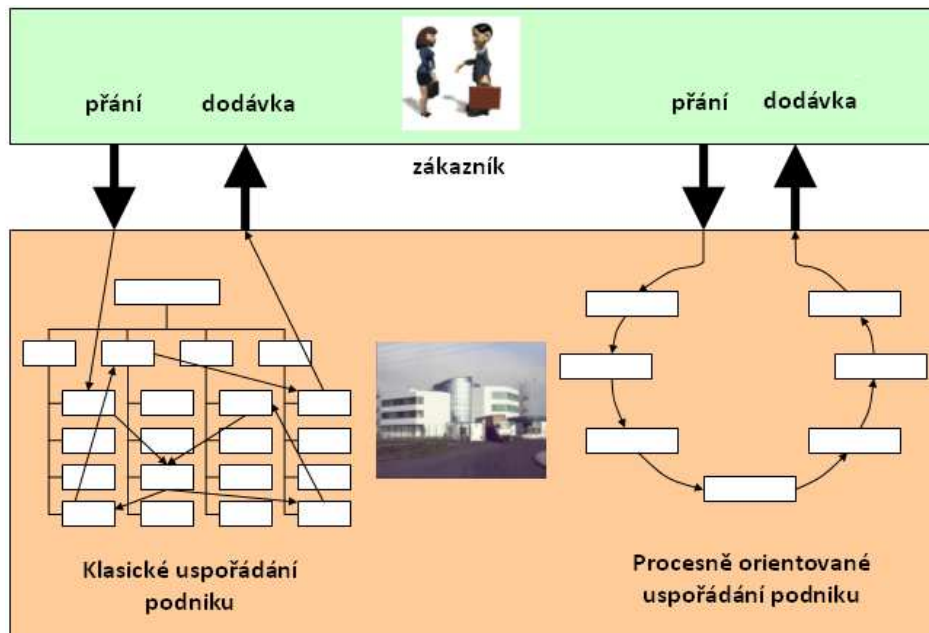 přání
dodávka
přání
dodávka
zákazník
Klasické uspořádání
podniku
Procesně orientované
uspořádání podniku